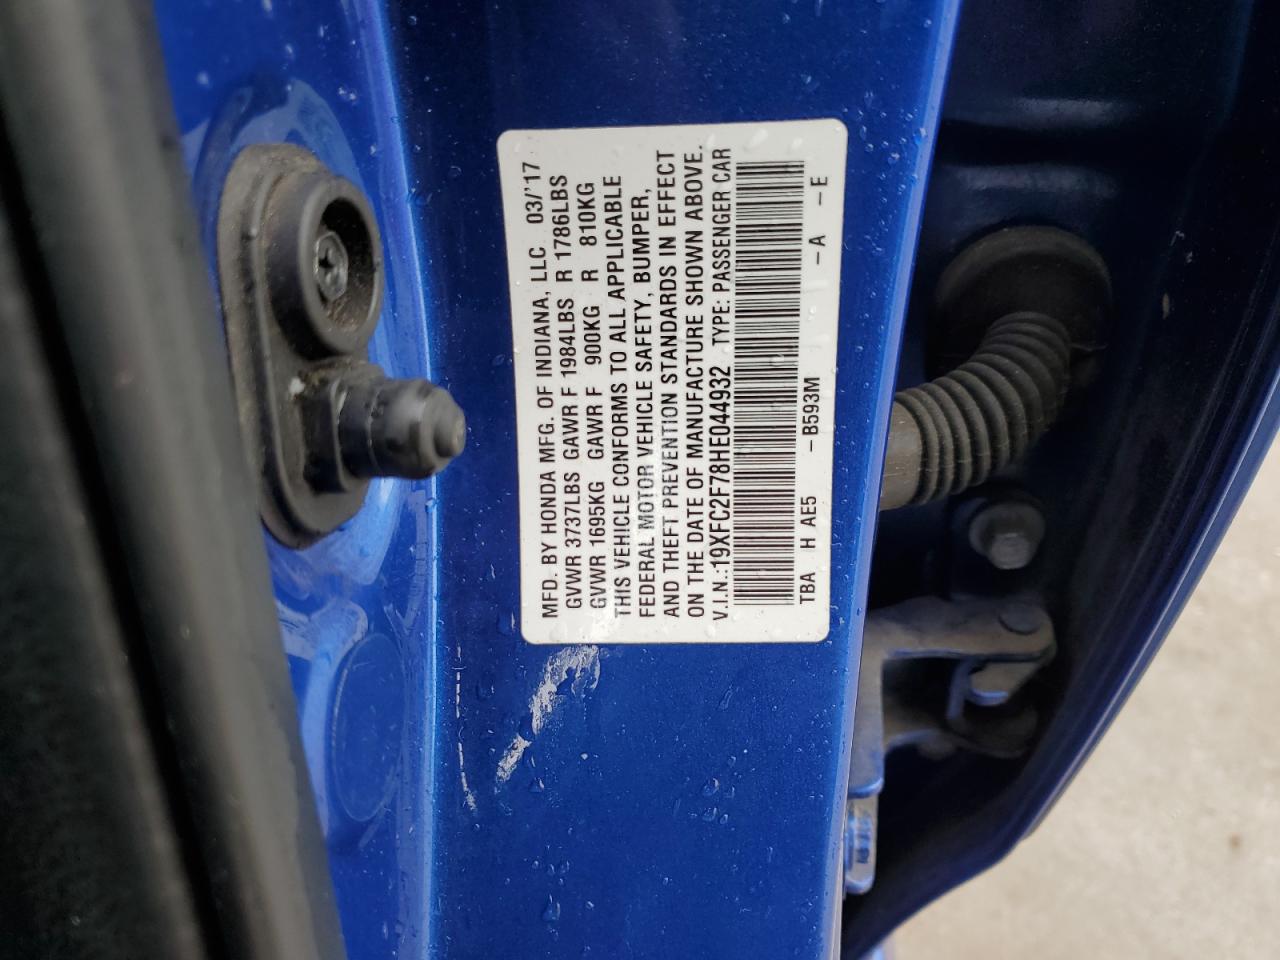 MFD. BY HONDA MFG. OF INDIANA, LLC 03/'17
GVWR 3737LBS GAWR F 1984LBS R 1786LBS
GVWR 1695KG GAWR F 900KG R 810KG
THIS VEHICLE CONFORMS TO ALL APPLICABLE
FEDERAL MOTOR VEHICLE SAFETY, BUMPER,
AND THEFT PREVENTION STANDARDS IN EFFECT
ON THE DATE OF MANUFACTURE SHOWN ABOVE.
V.I.N.:19XFC2F78HE044932 TYPE: PASSENGER CAR
TBA H AE5 –B593M –A –E